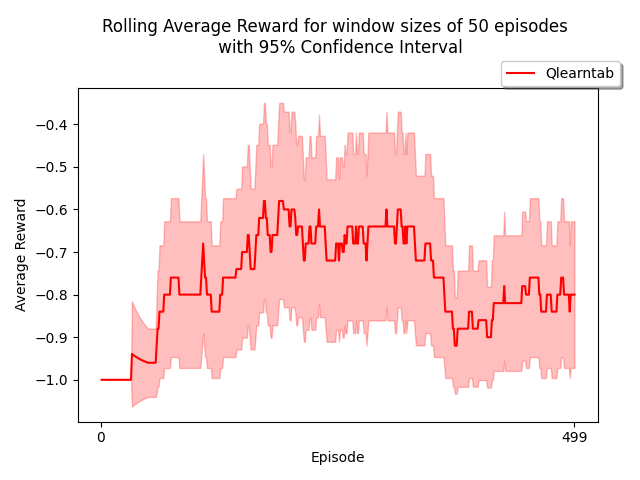 Rolling Average Reward for window sizes of 50 episodes
with 95% Confidence Interval
Qlearntab
Average Reward
−0.4
−0.5
−0.6
−0.7
−0.8
−0.9
−1.0
0
499
Episode